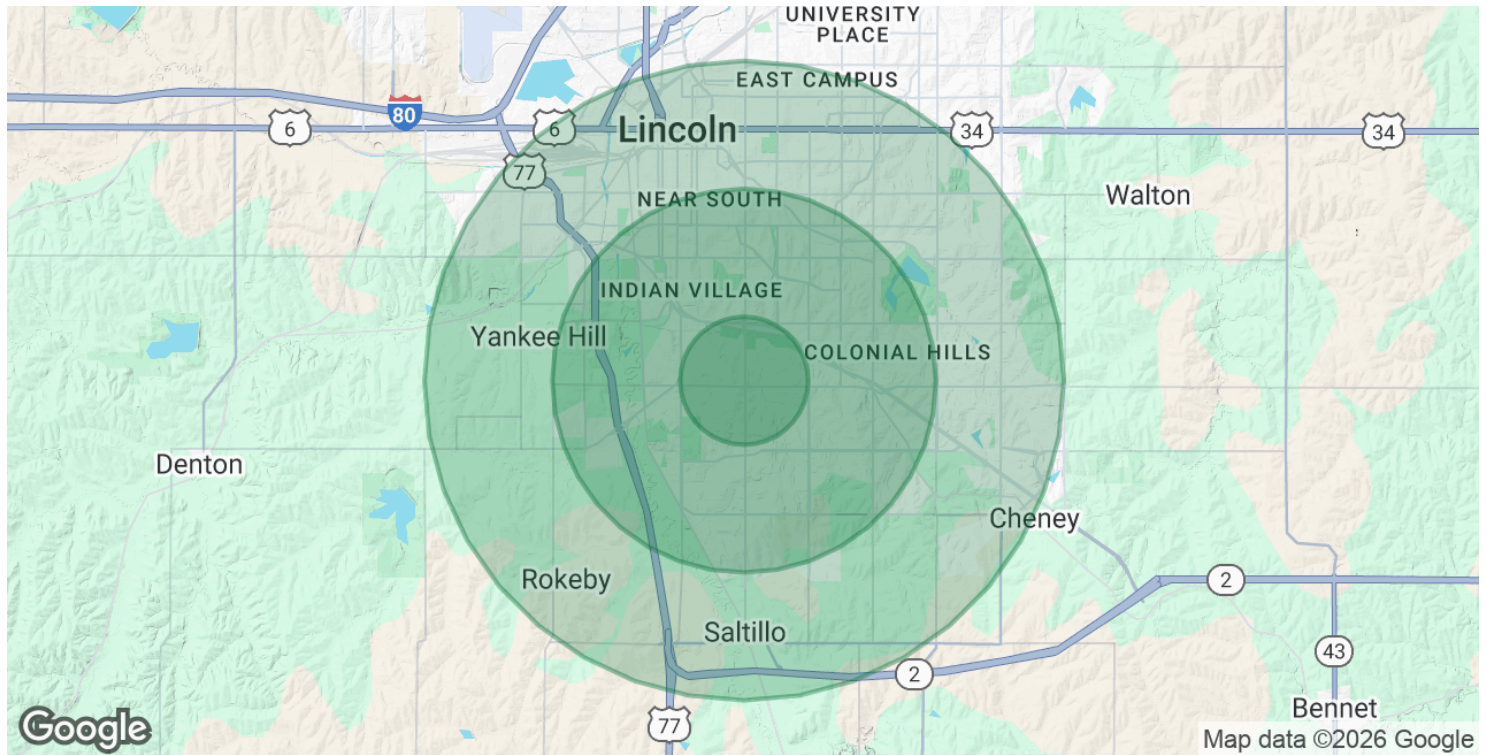 UNIVERSITY
PLACE
EAST CAMPUS
80
6
6
Lincoln
34
34
77
NEAR SOUTH
Walton
INDIAN VILLAGE
Yankee Hill
COLONIAL HILLS
Denton
Cheney
Rokeby
2
Saltillo
43
2
Bennet
77
Google
Map data ©2026 Google